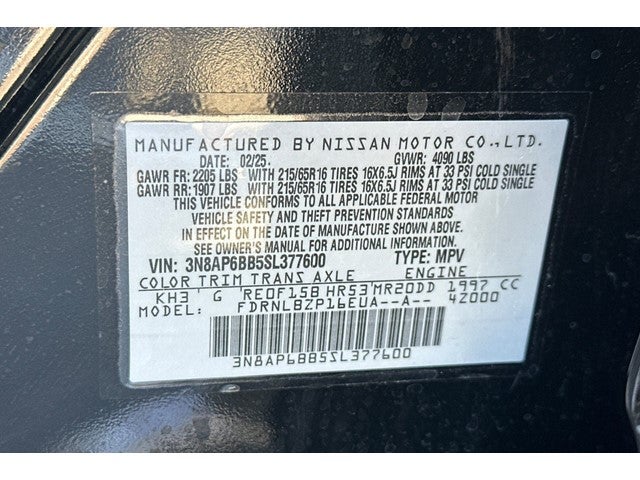 MANUFACTURED BY NISSAN MOTOR CO.,LTD.
DATE: 02/25. GVWR: 4090 LBS
GAWR FR: 2205 LBS WITH 215/65R16 TIRES 16X6.5J RIMS AT 33 PSI COLD SINGLE
GAWR RR: 1907 LBS WITH 215/65R16 TIRES 16X6.5J RIMS AT 33 PSI COLD SINGLE
THIS VEHICLE CONFORMS TO ALL APPLICABLE FEDERAL MOTOR
VEHICLE SAFETY AND THEFT PREVENTION STANDARDS
IN EFFECT ON THE DATE OF MANUFACTURE SHOWN ABOVE.
SEE OWNER'S MANUAL FOR ADDITIONAL INFORMATION.
VIN: 3N8AP6BB5SL377600 TYPE: MPV
COLOR TRIM TRANS AXLE ENGINE
KH3 G RE0F15B HR53 MR20DD 1997 CC
MODEL: FDRNLBZP16EUA--A-- 42000
3N8AP6BB5SL377600